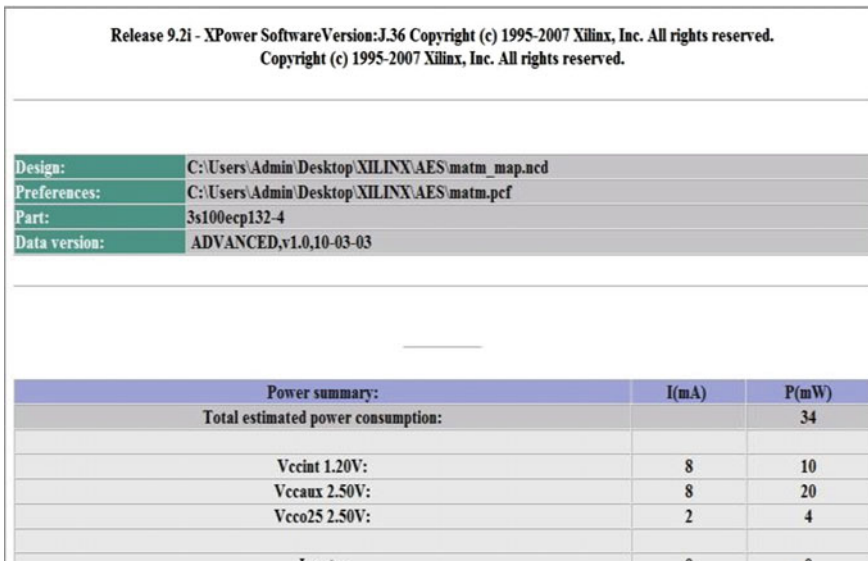 Release 9.2i - XPower SoftwareVersion:J.36 Copyright (c) 1995-2007 Xilinx, Inc. All rights reserved.
Copyright (c) 1995-2007 Xilinx, Inc. All rights reserved.
Design: C:\Users\Admin\Desktop\XILINX\AES\matm_map.ncd
Preferences: C:\Users\Admin\Desktop\XILINX\AES\matm.pcf
Part: 3s100ecp132-4
Data version: ADVANCED,v1.0,10-03-03
Power summary: I(mA) P(mW)
Total estimated power consumption: 34
Vccint 1.20V: 8 10
Vccaux 2.50V: 8 20
Vcco25 2.50V: 2 4